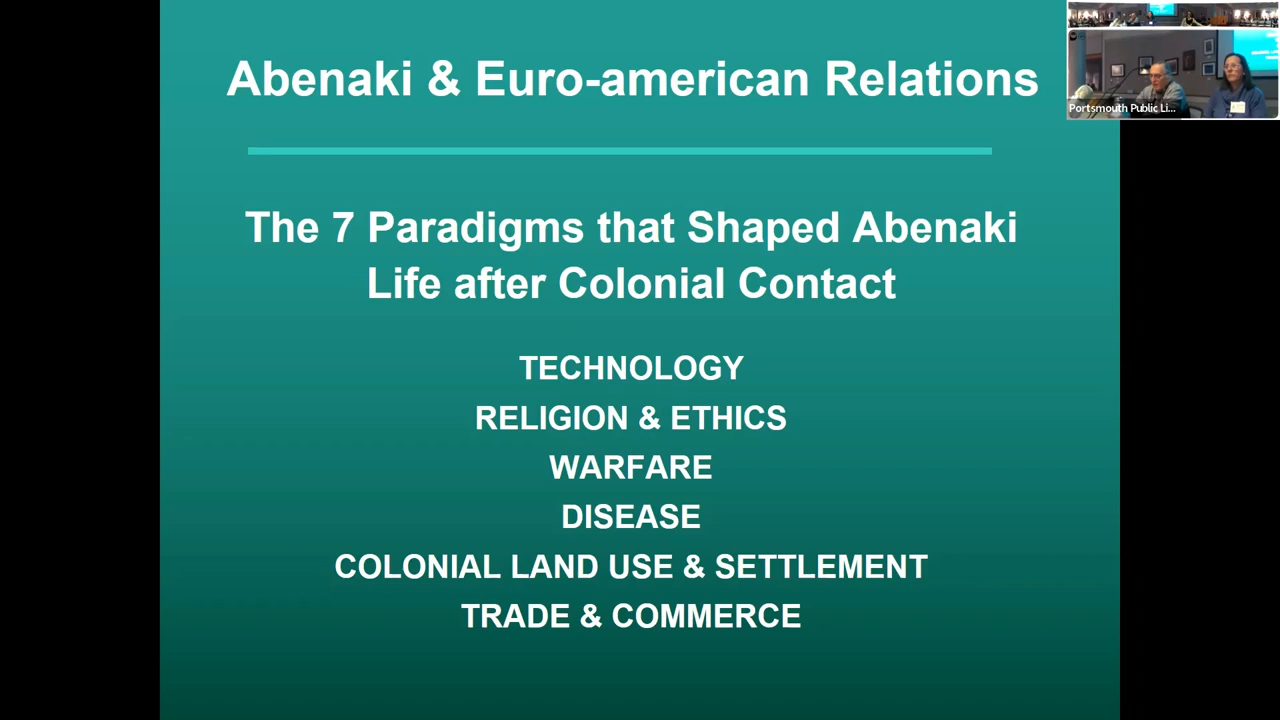 Abenaki & Euro-american Relations
Portsmouth Public Li...
The 7 Paradigms that Shaped Abenaki
Life after Colonial Contact
TECHNOLOGY
RELIGION & ETHICS
WARFARE
DISEASE
COLONIAL LAND USE & SETTLEMENT
TRADE & COMMERCE